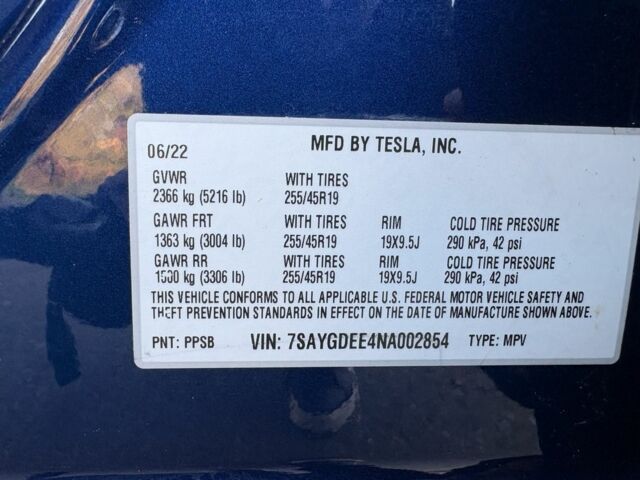 06/22 MFD BY TESLA, INC.
GVWR WITH TIRES
2366 kg (5216 lb) 255/45R19
GAWR FRT WITH TIRES RIM COLD TIRE PRESSURE
1363 kg (3004 lb) 255/45R19 19X9.5J 290 kPa, 42 psi
GAWR RR WITH TIRES RIM COLD TIRE PRESSURE
1500 kg (3306 lb) 255/45R19 19X9.5J 290 kPa, 42 psi
THIS VEHICLE CONFORMS TO ALL APPLICABLE U.S. FEDERAL MOTOR VEHICLE SAFETY AND
THEFT PREVENTION STANDARDS IN EFFECT ON THE DATE OF MANUFACTURE SHOWN ABOVE.
PNT: PPSB VIN: 7SAYGDEE4NA002854 TYPE: MPV